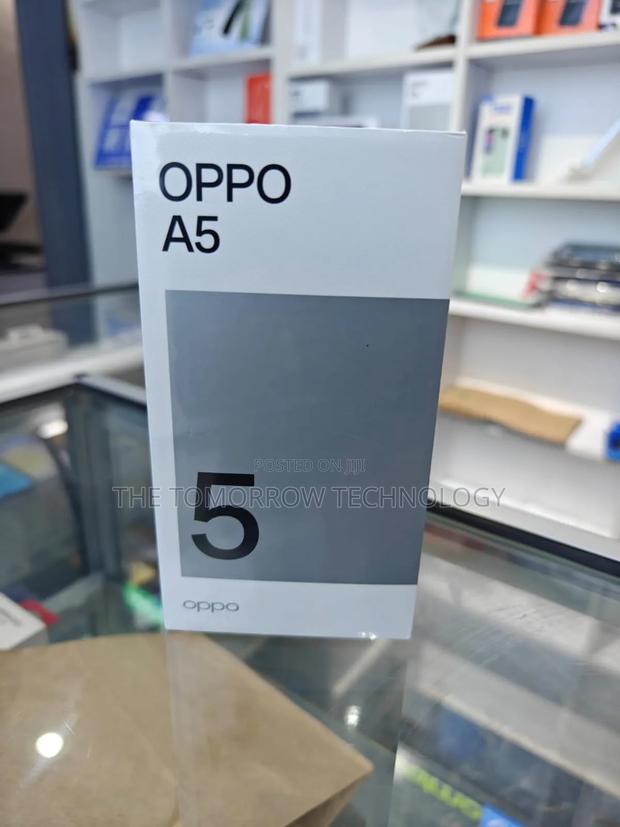 OPPO
A5
POSTED ON JIJI
THE TOMORROW TECHNOLOGY
5
oppo